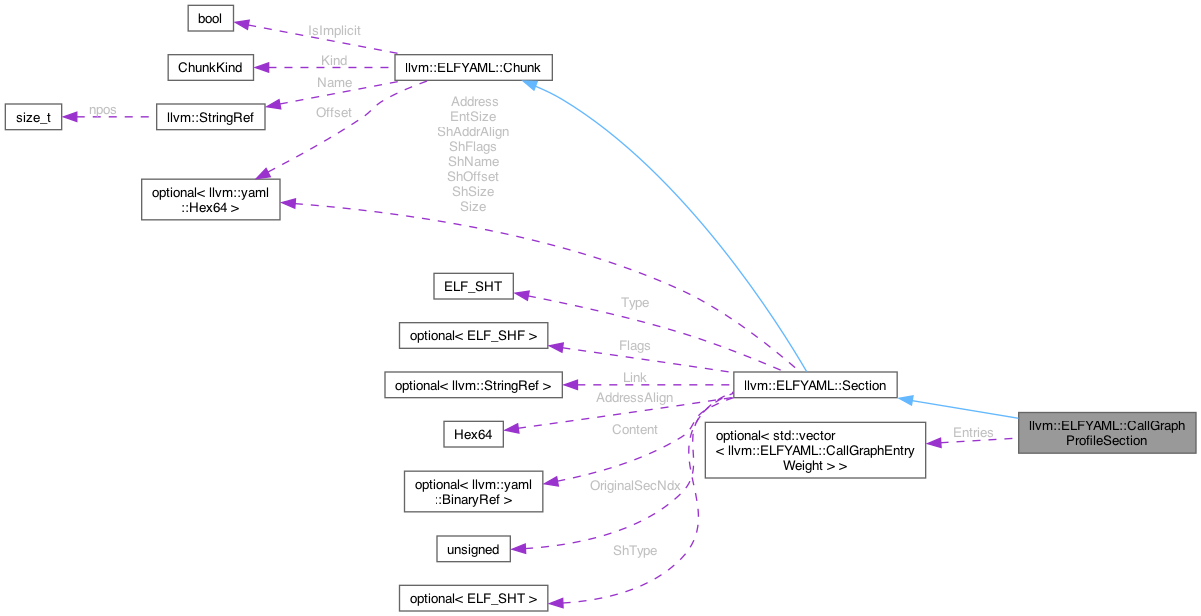 bool
IsImplicit
ChunkKind
Kind
llvm::ELFYAML::Chunk
Name
size_t
npos
llvm::StringRef
Offset
Address
EntSize
ShAddrAlign
ShFlags
ShName
ShOffset
ShSize
Size
optional< llvm::yaml
::Hex64 >
ELF_SHT
Type
optional< ELF_SHF >
Flags
optional< llvm::StringRef >
Link
llvm::ELFYAML::Section
AddressAlign
Hex64
Content
optional< std::vector
< llvm::ELFYAML::CallGraphEntry
Weight > >
Entries
llvm::ELFYAML::CallGraph
ProfileSection
optional< llvm::yaml
::BinaryRef >
OriginalSecNdx
unsigned
ShType
optional< ELF_SHT >